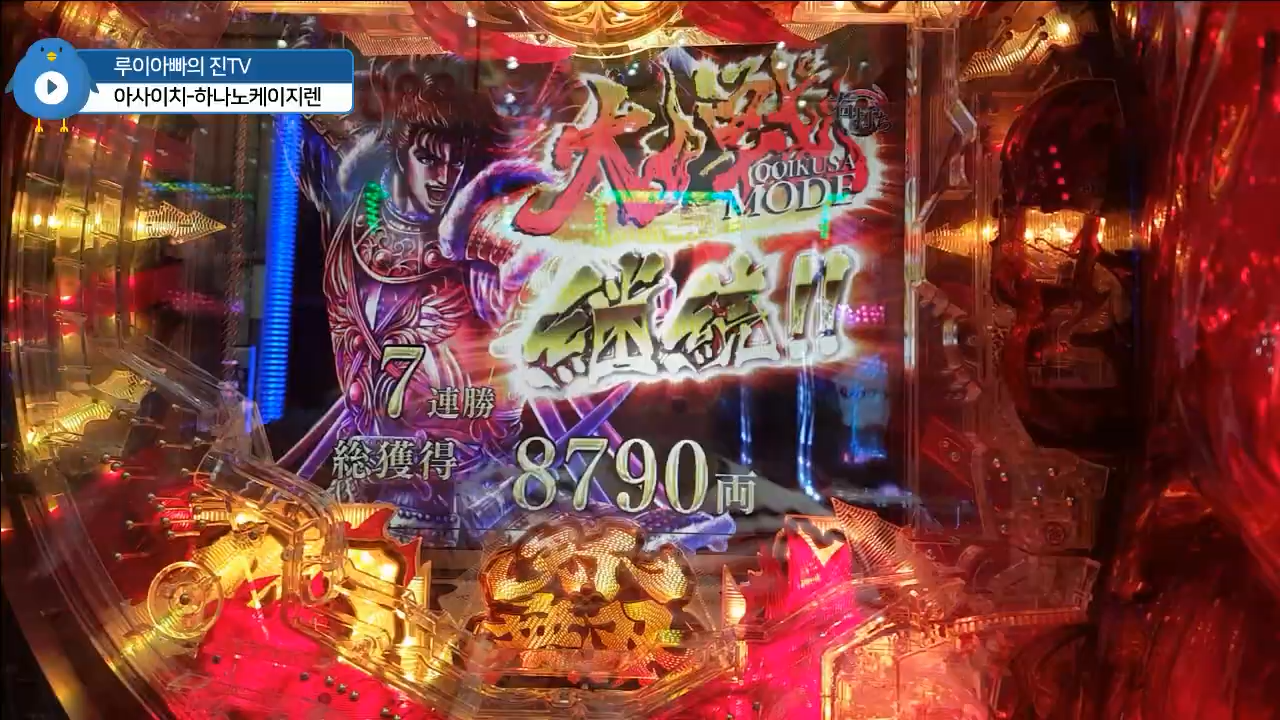 루이아빠의 진TV
아사이치-하나노케이지렌
大戦
OOIKUSA
MODE
継続!!
7連勝
総獲得 8790両